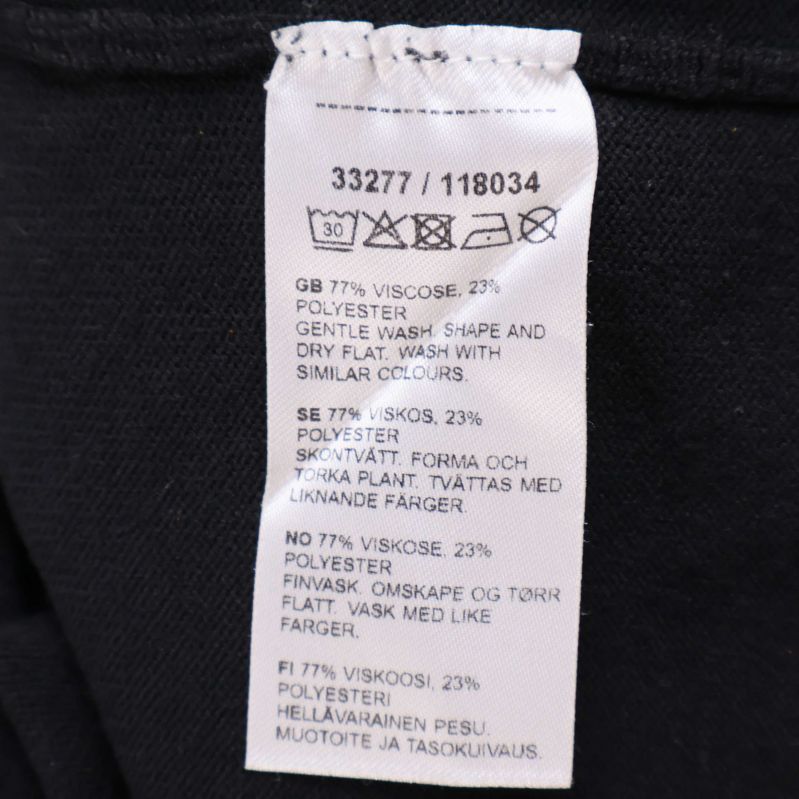 33277 / 118034
30
GB 77% VISCOSE, 23%
POLYESTER
GENTLE WASH. SHAPE AND
DRY FLAT. WASH WITH
SIMILAR COLOURS.
SE 77% VISKOS, 23%
POLYESTER
SKONTVÄTT. FORMA OCH
TORKA PLANT. TVÄTTAS MED
LIKNANDE FÄRGER.
NO 77% VISKOSE, 23%
POLYESTER
FINVASK. OMSKAPE OG TØRR
FLATT. VASK MED LIKE
FARGER.
FI 77% VISKOOSI, 23%
POLYESTERI
HELLÄVARAINEN PESU.
MUOTOITE JA TASOKUIVAUS.